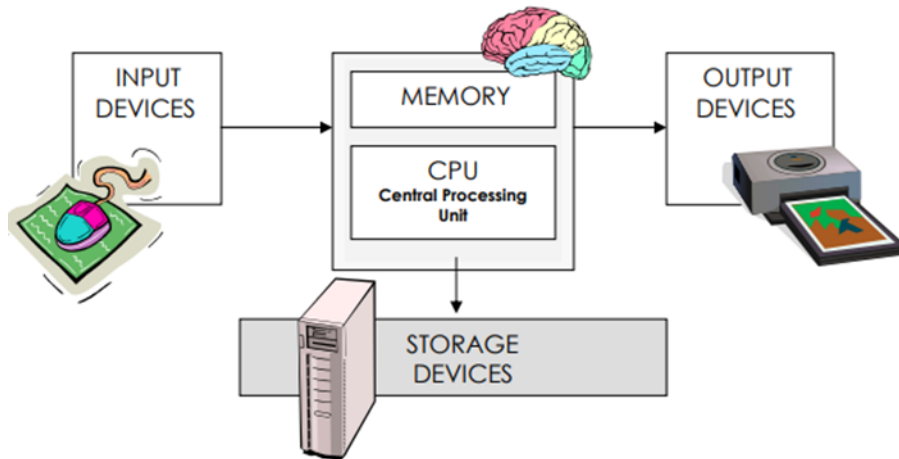 INPUT
DEVICES
MEMORY
CPU
Central Processing
Unit
OUTPUT
DEVICES
STORAGE
DEVICES